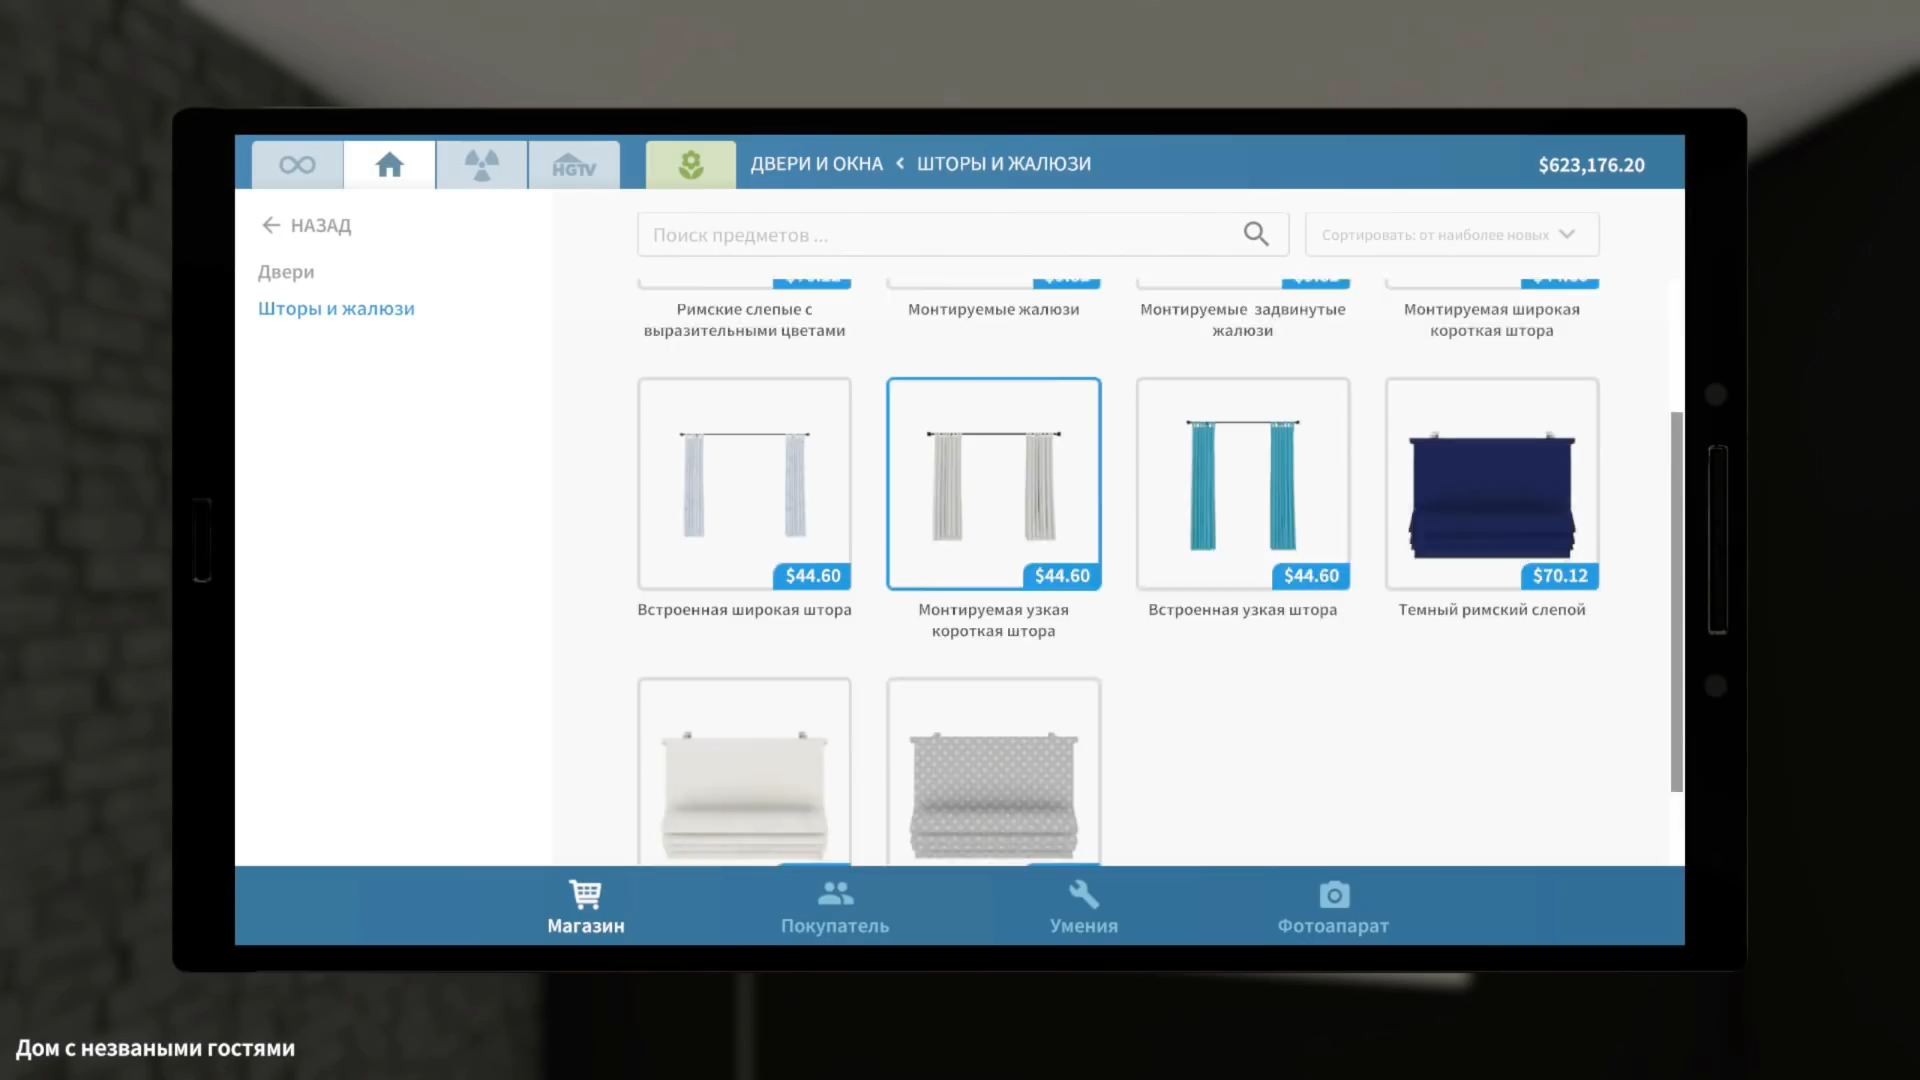 HGTV
ДВЕРИ И ОКНА < ШТОРЫ И ЖАЛЮЗИ
$623,176.20
НАЗАД
Двери
Шторы и жалюзи
Поиск предметов ...
Сортировать: от наиболее новых
Римские слепые с
выразительными цветами
Монтируемые жалюзи
Монтируемые задвинутые
жалюзи
Монтируемая широкая
короткая штора
$44.60
$44.60
$44.60
$70.12
Встроенная широкая штора
Монтируемая узкая
короткая штора
Встроенная узкая штора
Темный римский слепой
Магазин
Покупатель
Умения
Фотоаппарат
Дом с незваными гостями